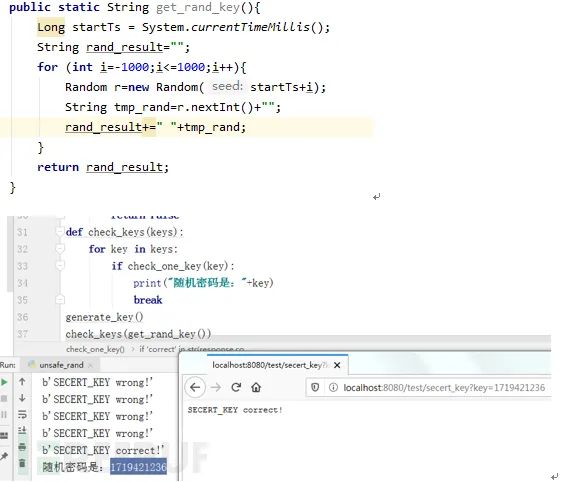 public static String get_rand_key(){
Long startTs = System.currentTimeMillis();
String rand_result="";
for (int i=-1000;i<=1000;i++){
Random r=new Random( seed: startTs+i);
String tmp_rand=r.nextInt()+"";
rand_result+=" "+tmp_rand;
}
return rand_result;
}
30 return False
31 def check_keys(keys):
32 for key in keys:
33 if check_one_key(key):
34 print("随机密码是："+key)
35 break
36 generate_key()
37 check_keys(get_rand_key())
check_one_key() › if 'correct' in str(response.co
Run: unsafe_rand ×
b'SECERT_KEY wrong!'
b'SECERT_KEY wrong!'
b'SECERT_KEY wrong!'
b'SECERT_KEY wrong!'
b'SECERT_KEY correct!'
随机密码是：1719421236
localhost:8080/test/secert_key?k ×
localhost:8080/test/secert_key?key=1719421236
SECERT_KEY correct!